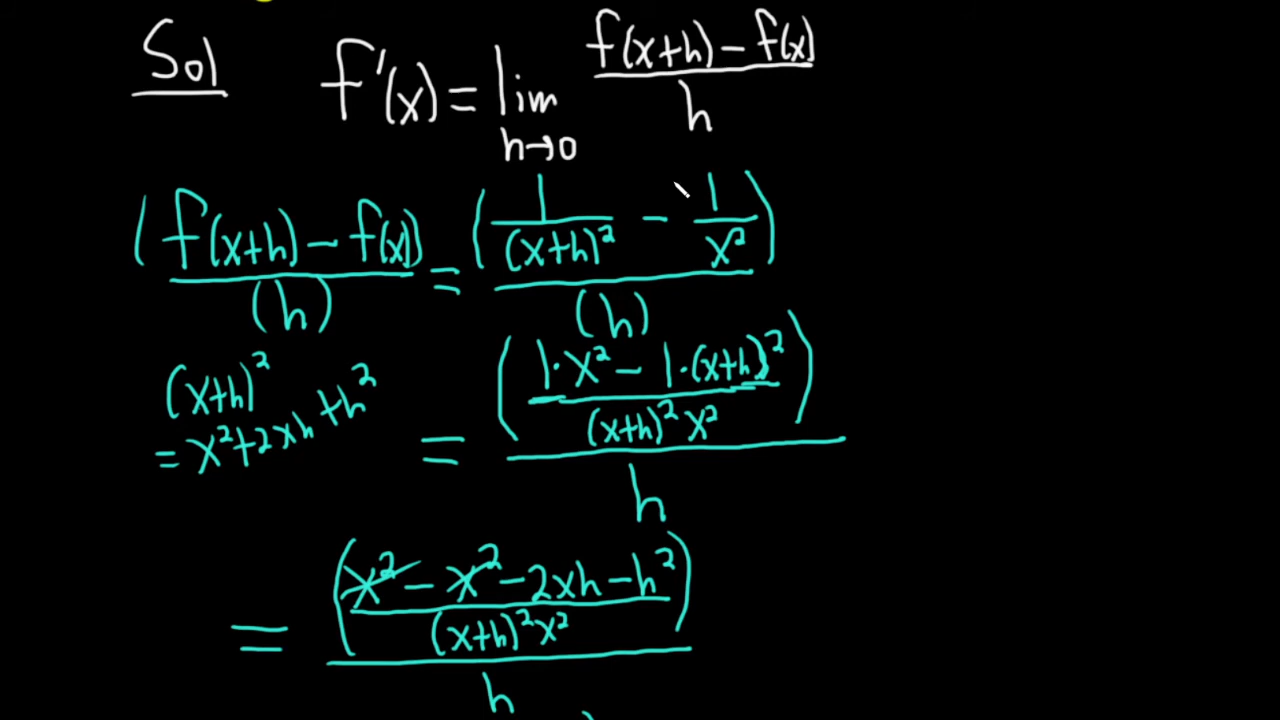 Sol f'(x) = lim h→0 (f(x+h) - f(x))/h
(f(x+h) - f(x))/(h) = (1/(x+h)² - 1/x²)/(h)
(x+h)² = x²+2xh+h²
= ((1·x² - 1·(x+h)²)/((x+h)²x²))/h
= ((x² - x² - 2xh - h²)/((x+h)²x²))/h